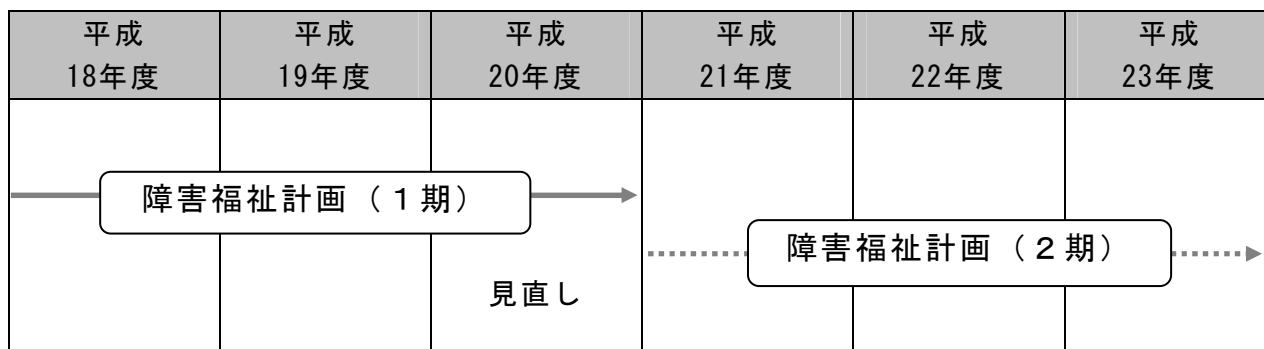 平成 平成 平成 平成 平成 平成
18年度 19年度 20年度 21年度 22年度 23年度
障害福祉計画（１期）
障害福祉計画（２期）
見直し